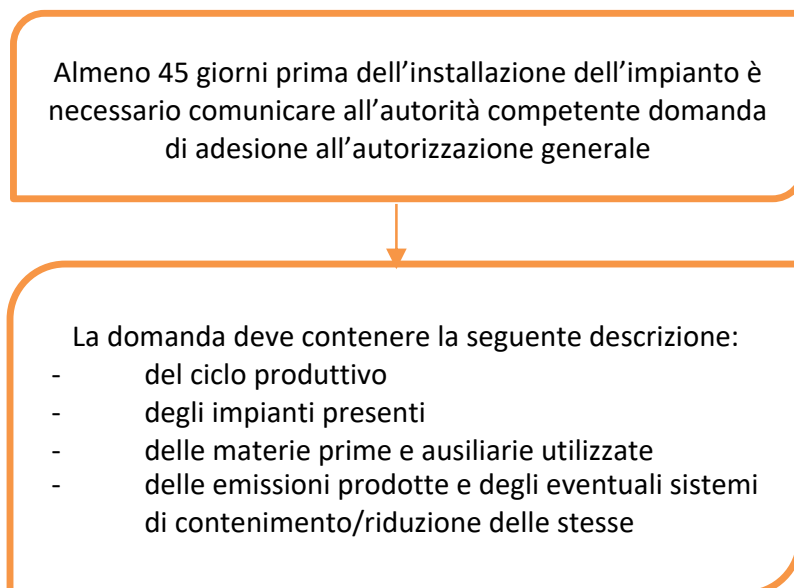 Almeno 45 giorni prima dell’installazione dell’impianto è
necessario comunicare all’autorità competente domanda
di adesione all’autorizzazione generale
La domanda deve contenere la seguente descrizione:
- del ciclo produttivo
- degli impianti presenti
- delle materie prime e ausiliarie utilizzate
- delle emissioni prodotte e degli eventuali sistemi
di contenimento/riduzione delle stesse